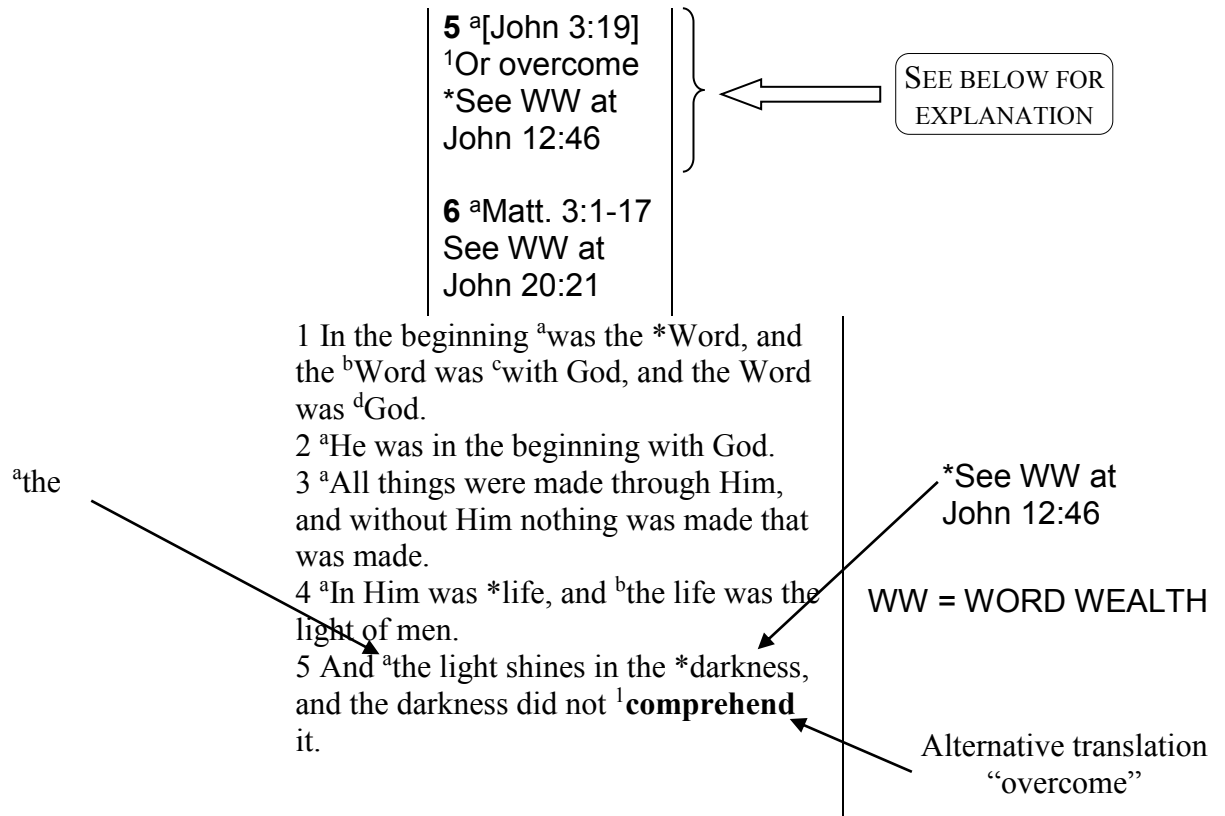 5 ᵃ[John 3:19]
¹Or overcome
*See WW at
John 12:46
SEE BELOW FOR
EXPLANATION
6 ᵃMatt. 3:1-17
See WW at
John 20:21
1 In the beginning ᵃwas the *Word, and
the ᵇWord was ᶜwith God, and the Word
was ᵈGod.
2 ᵃHe was in the beginning with God.
3 ᵃAll things were made through Him,
and without Him nothing was made that
was made.
4 ᵃIn Him was *life, and ᵇthe life was the
light of men.
5 And ᵃthe light shines in the *darkness,
and the darkness did not ¹comprehend
it.
ᵃthe
*See WW at
John 12:46
WW = WORD WEALTH
Alternative translation
“overcome”